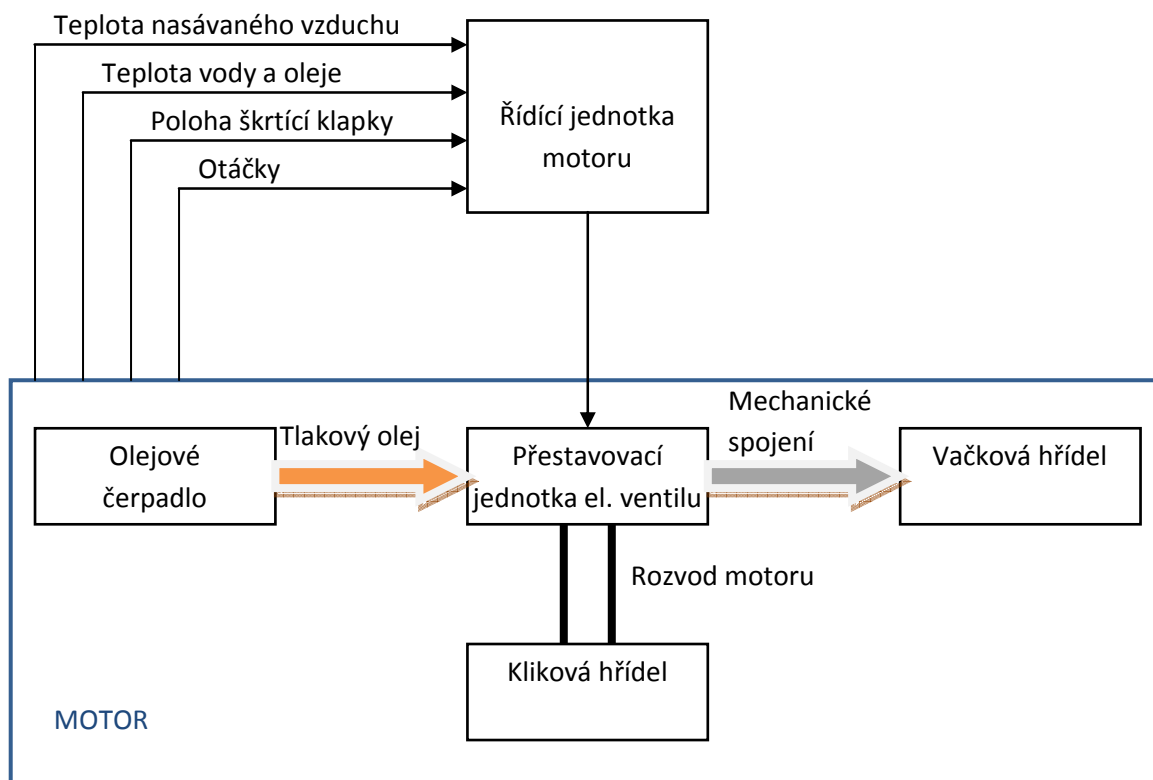 Teplota nasávaného vzduchu
Teplota vody a oleje
Poloha škrtící klapky
Otáčky
Řídící jednotka
motoru
Olejové
čerpadlo
Tlakový olej
Přestavovací
jednotka el. ventilu
Mechanické
spojení
Vačková hřídel
Rozvod motoru
Kliková hřídel
MOTOR